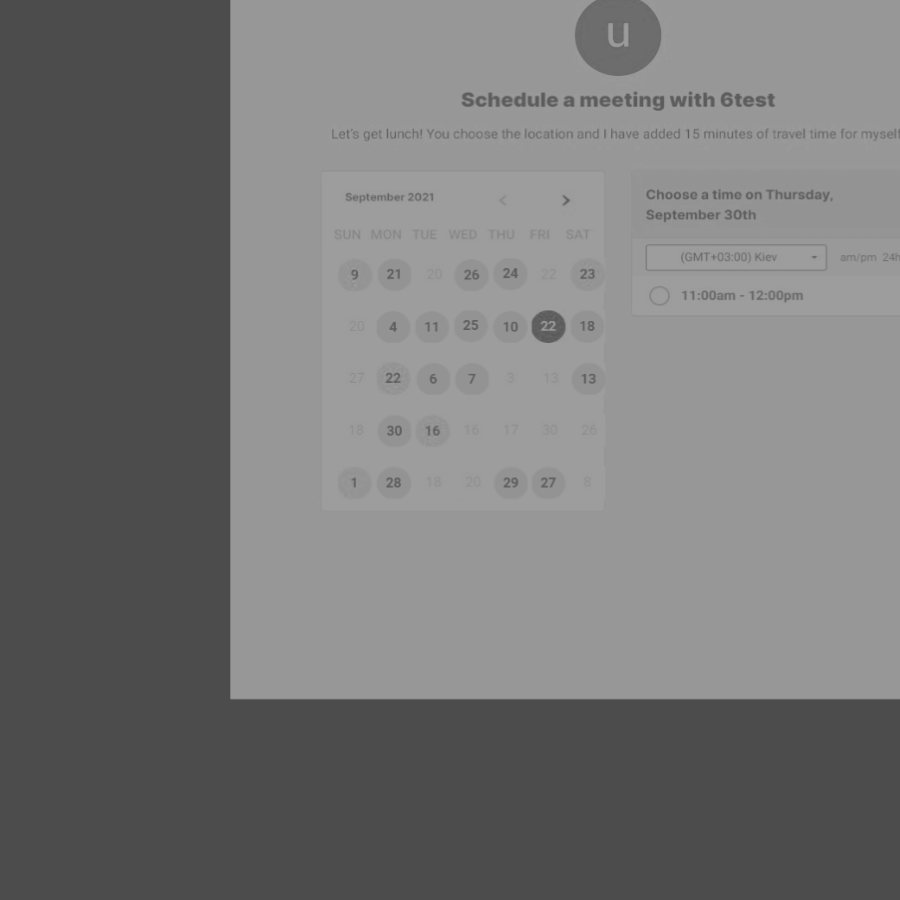 u
Schedule a meeting with 6test
Let's get lunch! You choose the location and I have added 15 minutes of travel time for myself
September 2021 < >
SUN MON TUE WED THU FRI SAT
9 21 20 26 24 22 23
20 4 11 25 10 22 18
27 22 6 7 3 13 13
18 30 16 16 17 30 26
1 28 18 20 29 27 8
Choose a time on Thursday,
September 30th
(GMT+03:00) Kiev am/pm 24h
11:00am - 12:00pm